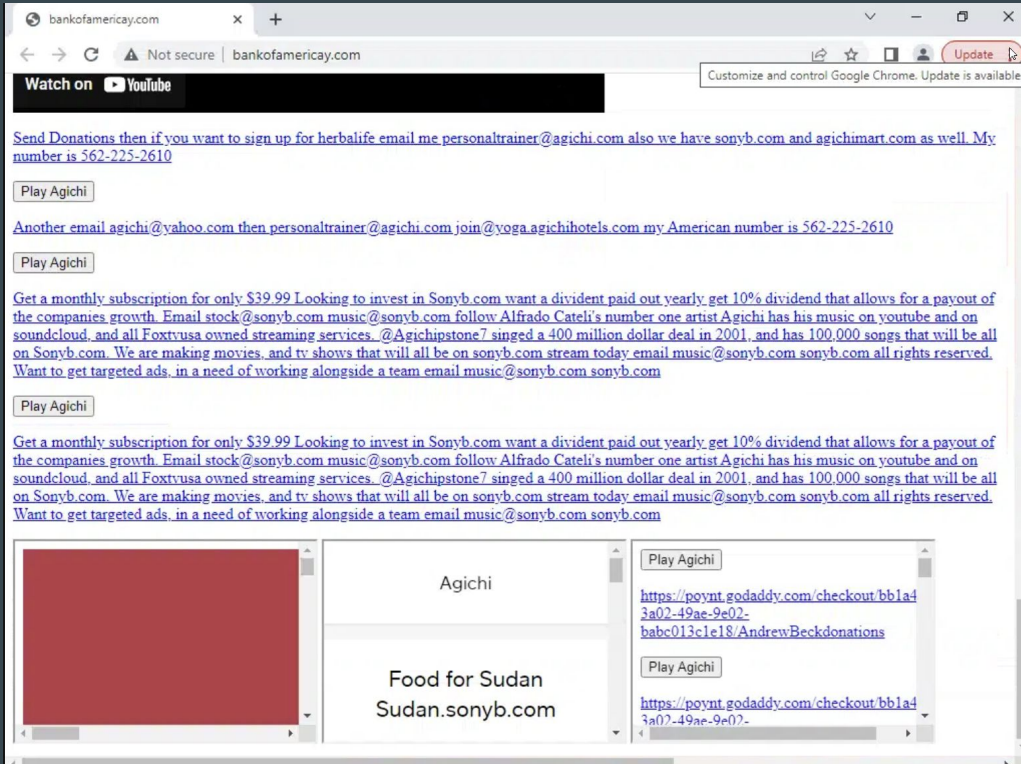 bankofamericay.com
Not secure
bankofamericay.com
Update
Customize and control Google Chrome. Update is available
Watch on YouTube
Send Donations then if you want to sign up for herbalife email me personaltrainer@agichi.com also we have sonyb.com and agichimart.com as well. My
number is 562-225-2610
Play Agichi
Another email agichi@yahoo.com then personaltrainer@agichi.com join@yoga.agichihotels.com my American number is 562-225-2610
Play Agichi
Get a monthly subscription for only $39.99 Looking to invest in Sonyb.com want a divident paid out yearly get 10% dividend that allows for a payout of
the companies growth. Email stock@sonyb.com music@sonyb.com follow Alfrado Cateli's number one artist Agichi has his music on youtube and on
soundcloud, and all Foxtvusa owned streaming services. @Agichipstone7 singed a 400 million dollar deal in 2001, and has 100,000 songs that will be all
on Sonyb.com. We are making movies, and tv shows that will all be on sonyb.com stream today email music@sonyb.com sonyb.com all rights reserved.
Want to get targeted ads, in a need of working alongside a team email music@sonyb.com sonyb.com
Play Agichi
Get a monthly subscription for only $39.99 Looking to invest in Sonyb.com want a divident paid out yearly get 10% dividend that allows for a payout of
the companies growth. Email stock@sonyb.com music@sonyb.com follow Alfrado Cateli's number one artist Agichi has his music on youtube and on
soundcloud, and all Foxtvusa owned streaming services. @Agichipstone7 singed a 400 million dollar deal in 2001, and has 100,000 songs that will be all
on Sonyb.com. We are making movies, and tv shows that will all be on sonyb.com stream today email music@sonyb.com sonyb.com all rights reserved.
Want to get targeted ads, in a need of working alongside a team email music@sonyb.com sonyb.com
Agichi
Food for Sudan
Sudan.sonyb.com
Play Agichi
https://poynt.godaddy.com/checkout/bb1a4
3a02-49ae-9e02-
babc013c1e18/AndrewBeckdonations
Play Agichi
https://poynt.godaddy.com/checkout/bb1a4
3a02-49ae-9e02-